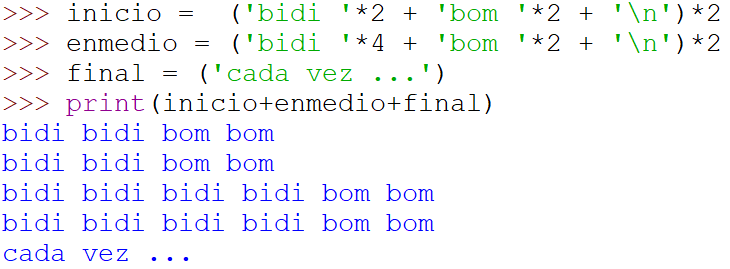 >>> inicio =  ('bidi '*2 + 'bom '*2 + '\n')*2
>>> enmedio = ('bidi '*4 + 'bom '*2 + '\n')*2
>>> final = ('cada vez ...')
>>> print(inicio+enmedio+final)
bidi bidi bom bom
bidi bidi bom bom
bidi bidi bidi bidi bom bom
bidi bidi bidi bidi bom bom
cada vez ...